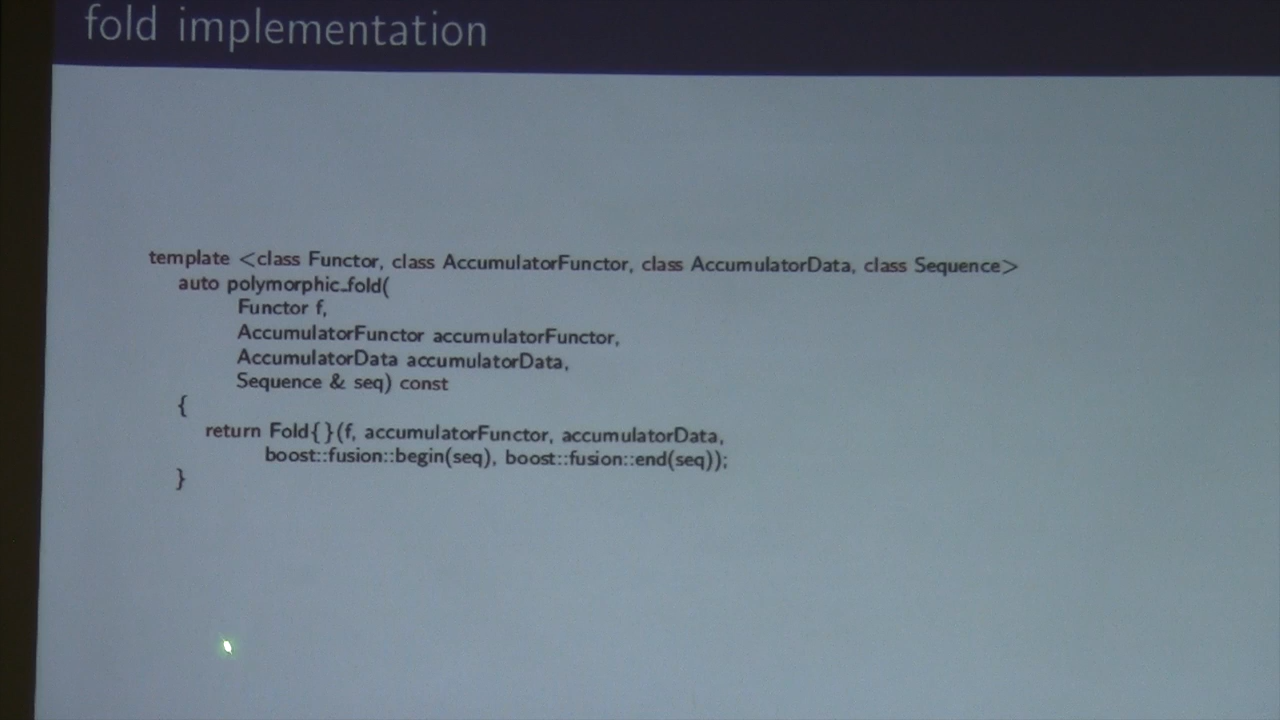 fold implementation
template <class Functor, class AccumulatorFunctor, class AccumulatorData, class Sequence>
auto polymorphic_fold(
Functor f,
AccumulatorFunctor accumulatorFunctor,
AccumulatorData accumulatorData,
Sequence & seq) const
{
return Fold{}(f, accumulatorFunctor, accumulatorData,
boost::fusion::begin(seq), boost::fusion::end(seq));
}